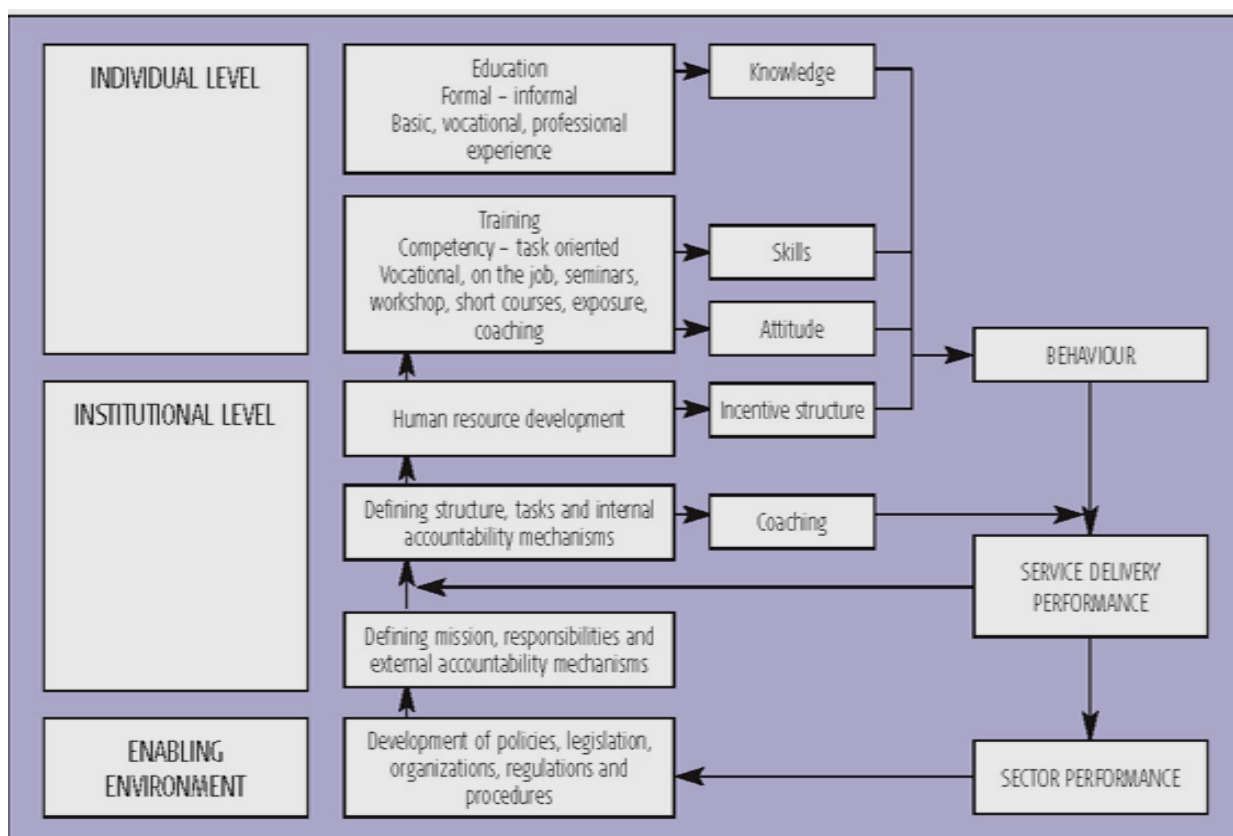 INDIVIDUAL LEVEL
Education
Formal – informal
Basic, vocational, professional
experience
Knowledge
Training
Competency – task oriented
Vocational, on the job, seminars,
workshop, short courses, exposure,
coaching
Skills
Attitude
BEHAVIOUR
INSTITUTIONAL LEVEL
Human resource development
Incentive structure
Defining structure, tasks and internal
accountability mechanisms
Coaching
SERVICE DELIVERY
PERFORMANCE
Defining mission, responsibilities and
external accountability mechanisms
ENABLING
ENVIRONMENT
Development of policies, legislation,
organizations, regulations and
procedures
SECTOR PERFORMANCE